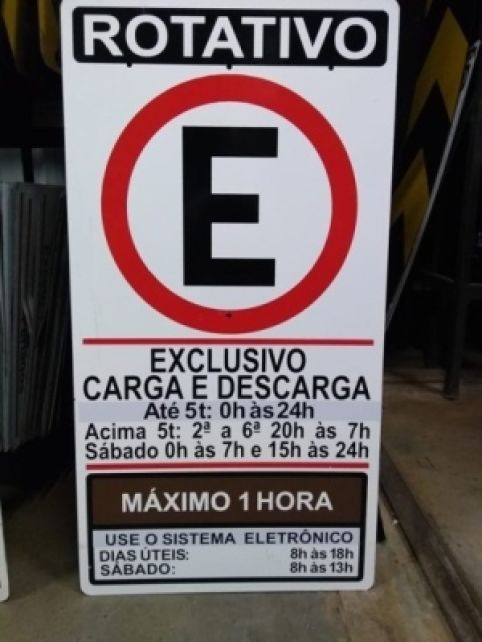 ROTATIVO
E
EXCLUSIVO
CARGA E DESCARGA
Até 5t: 0h às 24h
Acima 5t: 2ª a 6ª 20h às 7h
Sábado 0h às 7h e 15h às 24h
MÁXIMO 1 HORA
USE O SISTEMA ELETRÔNICO
DIAS ÚTEIS: 8h às 18h
SÁBADO: 8h às 13h